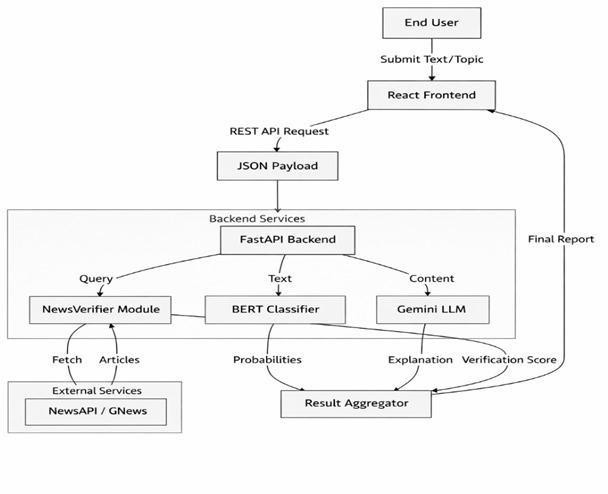 End User
Submit Text/Topic
React Frontend
REST API Request
JSON Payload
Backend Services
FastAPI Backend
Final Report
Query
Text
Content
NewsVerifier Module
BERT Classifier
Gemini LLM
Fetch
Articles
Probabilities
Explanation
Verification Score
External Services
NewsAPI / GNews
Result Aggregator